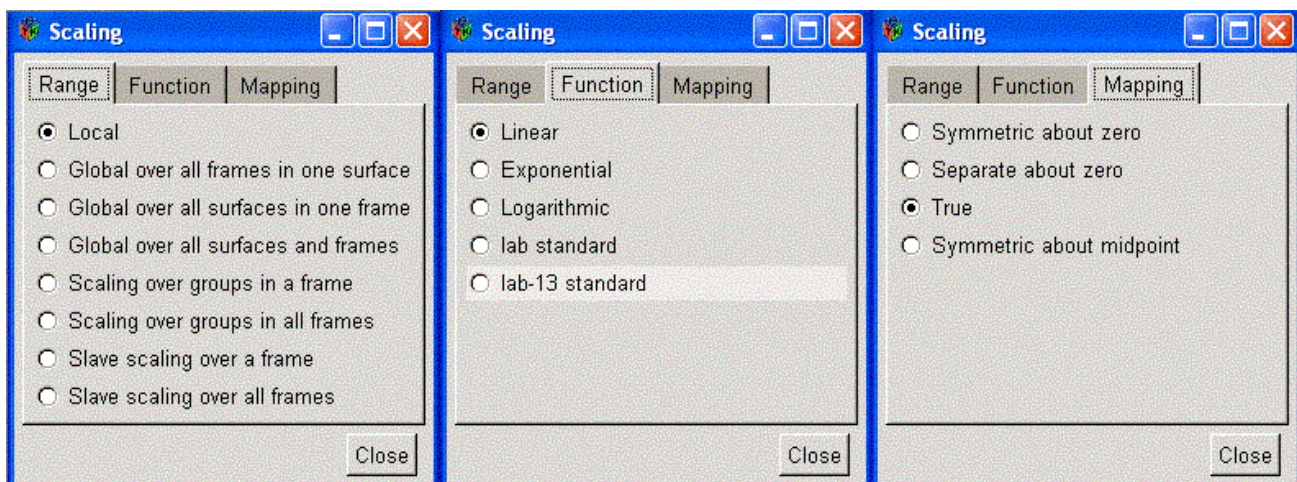 Scaling
Range Function Mapping
Local
Global over all frames in one surface
Global over all surfaces in one frame
Global over all surfaces and frames
Scaling over groups in a frame
Scaling over groups in all frames
Slave scaling over a frame
Slave scaling over all frames
Close
Scaling
Range Function Mapping
Linear
Exponential
Logarithmic
lab standard
lab-13 standard
Close
Scaling
Range Function Mapping
Symmetric about zero
Separate about zero
True
Symmetric about midpoint
Close